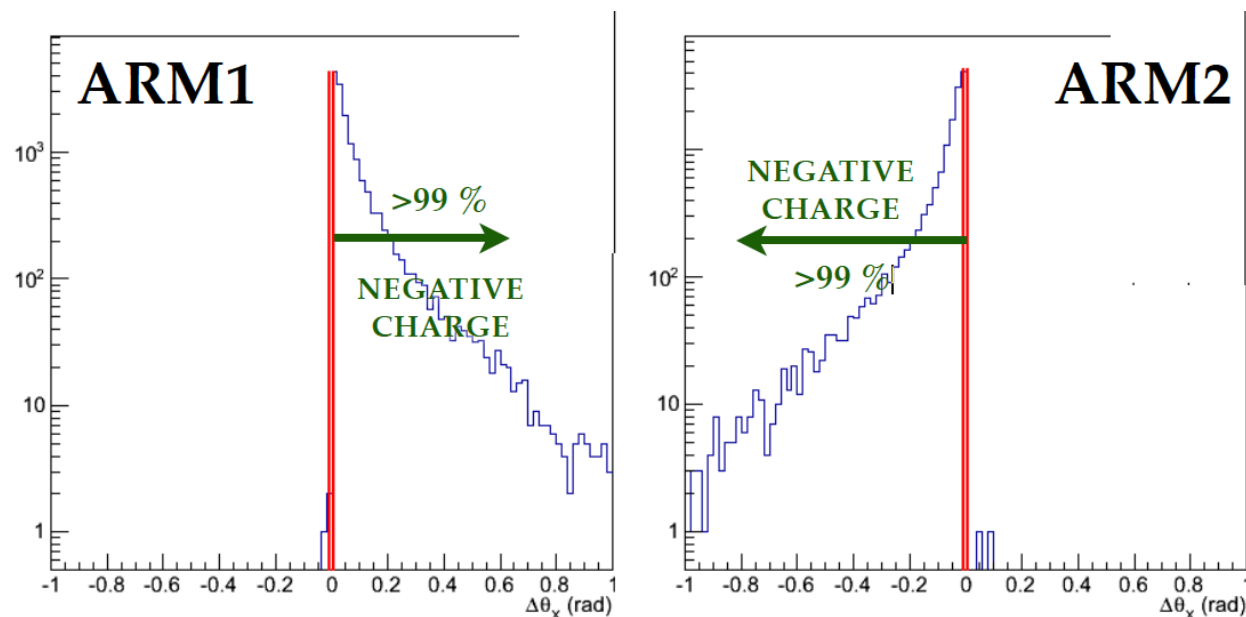 ARM1
>99 %
NEGATIVE
CHARGE
10³
10²
10
1
-1 -0.8 -0.6 -0.4 -0.2 0 0.2 0.4 0.6 0.8 1
Δθₓ (rad)
ARM2
NEGATIVE
CHARGE
>99 %
10²
10
1
-1 -0.8 -0.6 -0.4 -0.2 0 0.2 0.4 0.6 0.8 1
Δθₓ (rad)